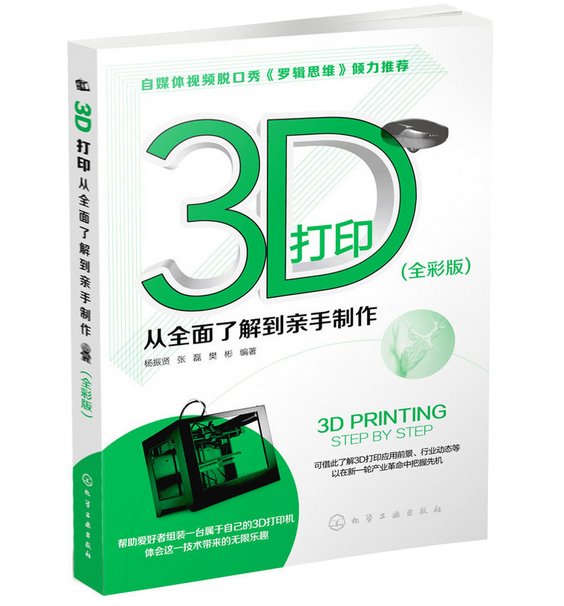 自媒体视频脱口秀《罗辑思维》倾力推荐
3D
打印
(全彩版)
从全面了解到亲手制作
杨振贤 张磊 樊彬 编著
3D PRINTING
STEP BY STEP
可借此了解3D打印应用前景、行业动态等
以在新一轮产业革命中把握先机
帮助爱好者组装一台属于自己的3D打印机
体会这一技术带来的无限乐趣
化学工业出版社
3D打印 从全面了解到亲手制作 (全彩版)
化学工业出版社